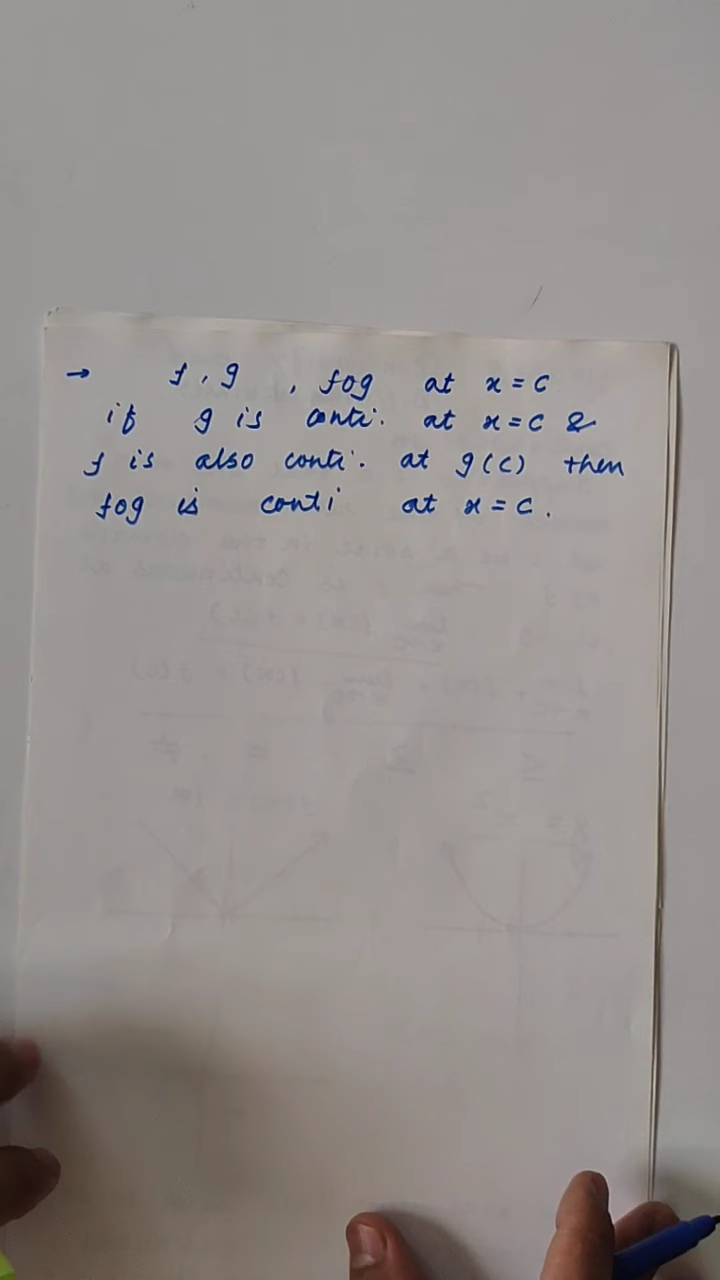 → f, g , fog at x = c
if g is conti. at x = c &
f is also conti. at g(c) then
fog is conti at x = c.